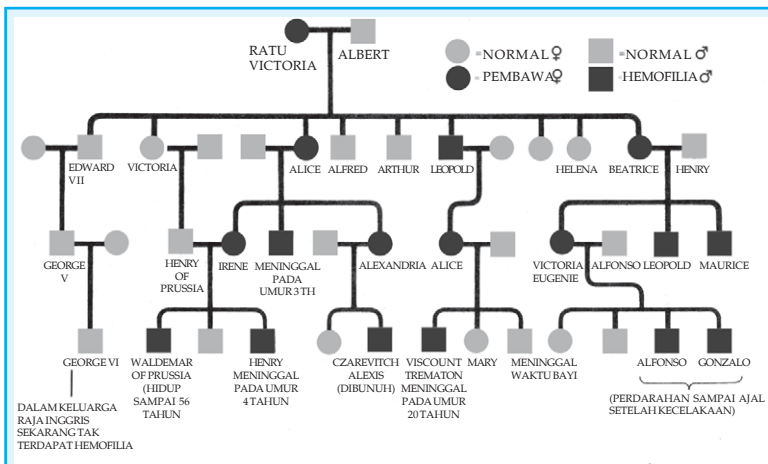 RATU
VICTORIA
ALBERT
=NORMAL ♀
=NORMAL ♂
=PEMBAWA ♀
=HEMOFILIA ♂
EDWARD
VII
VICTORIA
ALICE
ALFRED
ARTHUR
LEOPOLD
HELENA
BEATRICE
HENRY
GEORGE
V
HENRY
OF
PRUSSIA
IRENE
MENINGGAL
PADA
UMUR 3 TH
ALEXANDRIA
ALICE
VICTORIA
EUGENIE
ALFONSO
LEOPOLD
MAURICE
GEORGE VI
WALDEMAR
OF PRUSSIA
(HIDUP
SAMPAI 56
TAHUN
HENRY
MENINGGAL
PADA UMUR
4 TAHUN
CZAREVITCH
ALEXIS
(DIBUNUH)
VISCOUNT
TREMATON
MENINGGAL
PADA UMUR
20 TAHUN
MARY
MENINGGAL
WAKTU BAYI
ALFONSO
GONZALO
(PERDARAHAN SAMPAI AJAL
SETELAH KECELAKAAN)
DALAM KELUARGA
RAJA INGGRIS
SEKARANG TAK
TERDAPAT HEMOFILIA